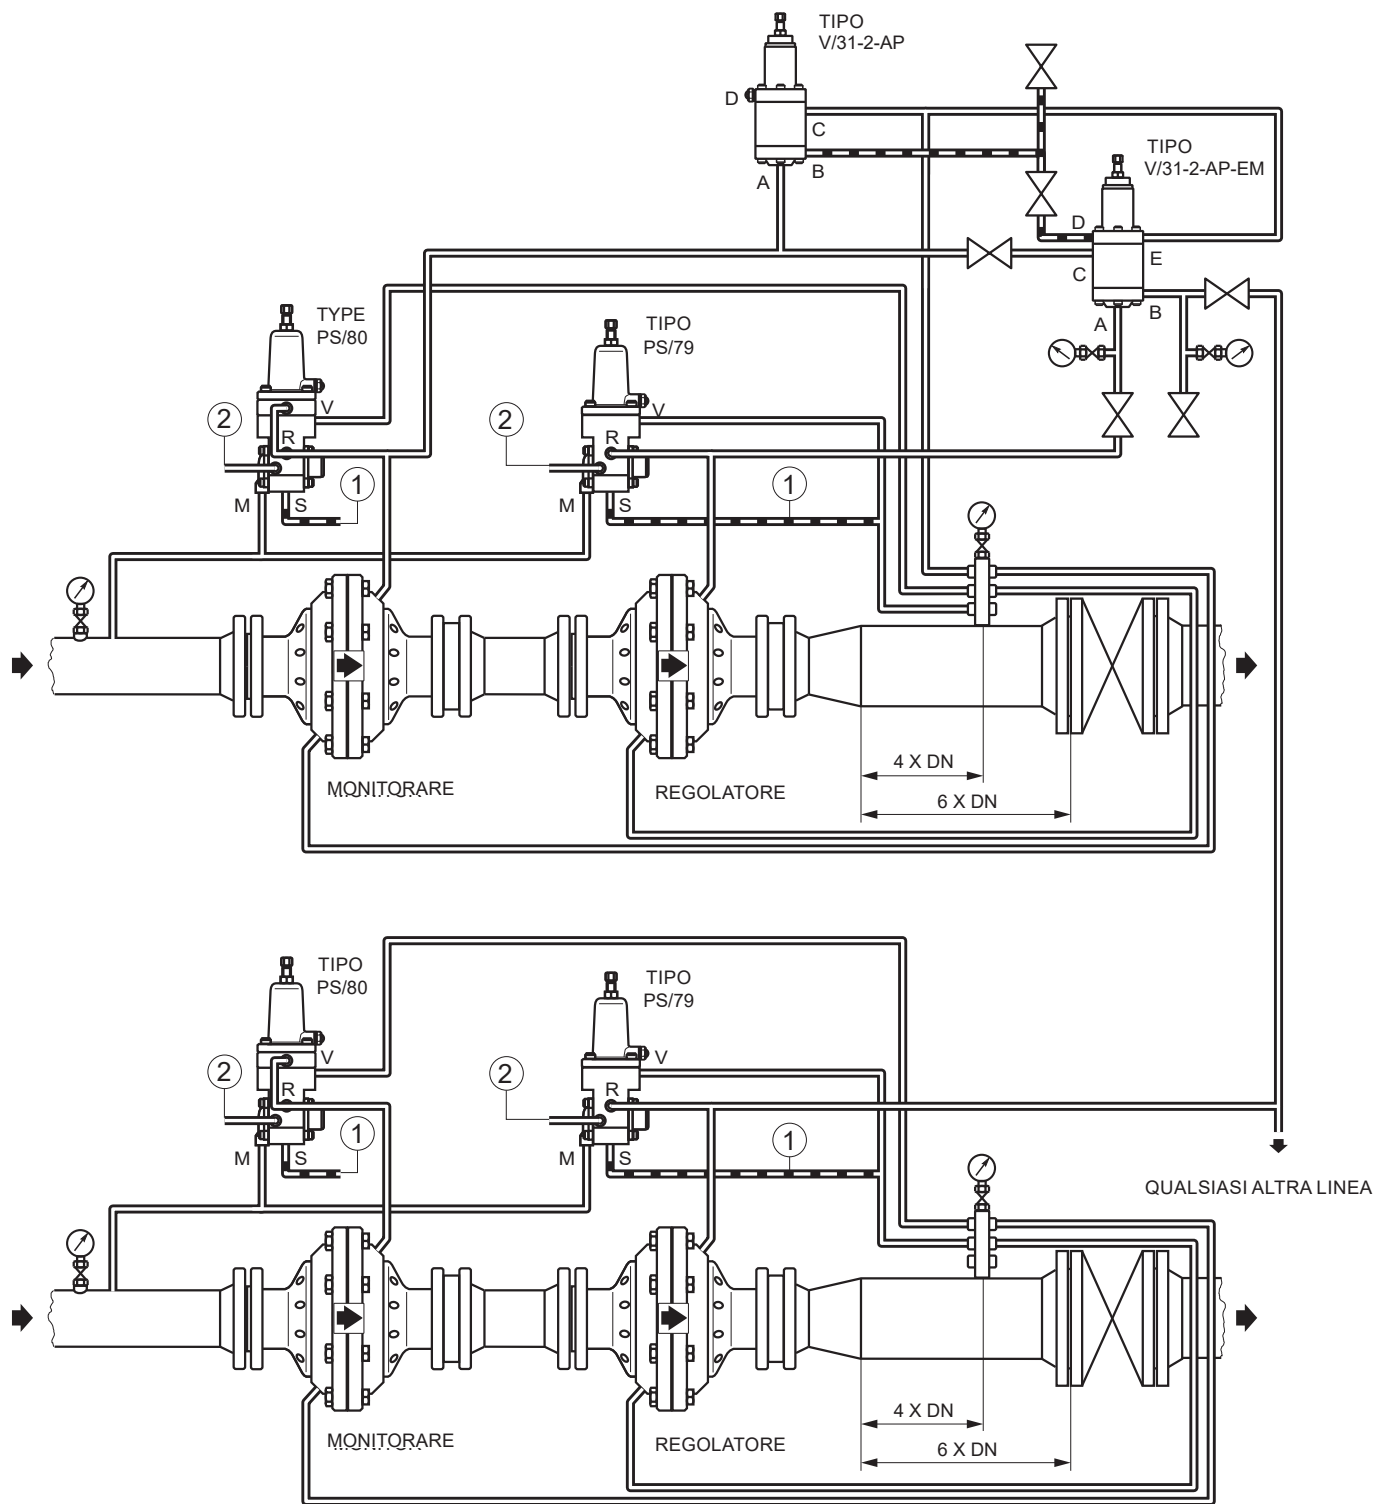 TIPO
V/31-2-AP
D
C
B
A
TIPO
V/31-2-AP-EM
D
E
C
B
A
TYPE
PS/80
V
2
R
1
M
S
TIPO
PS/79
V
2
R
1
M
S
MONITORARE
REGOLATORE
4 X DN
6 X DN
TIPO
PS/80
V
2
R
1
M
S
TIPO
PS/79
V
2
R
1
M
S
QUALSIASI ALTRA LINEA
MONITORARE
REGOLATORE
4 X DN
6 X DN